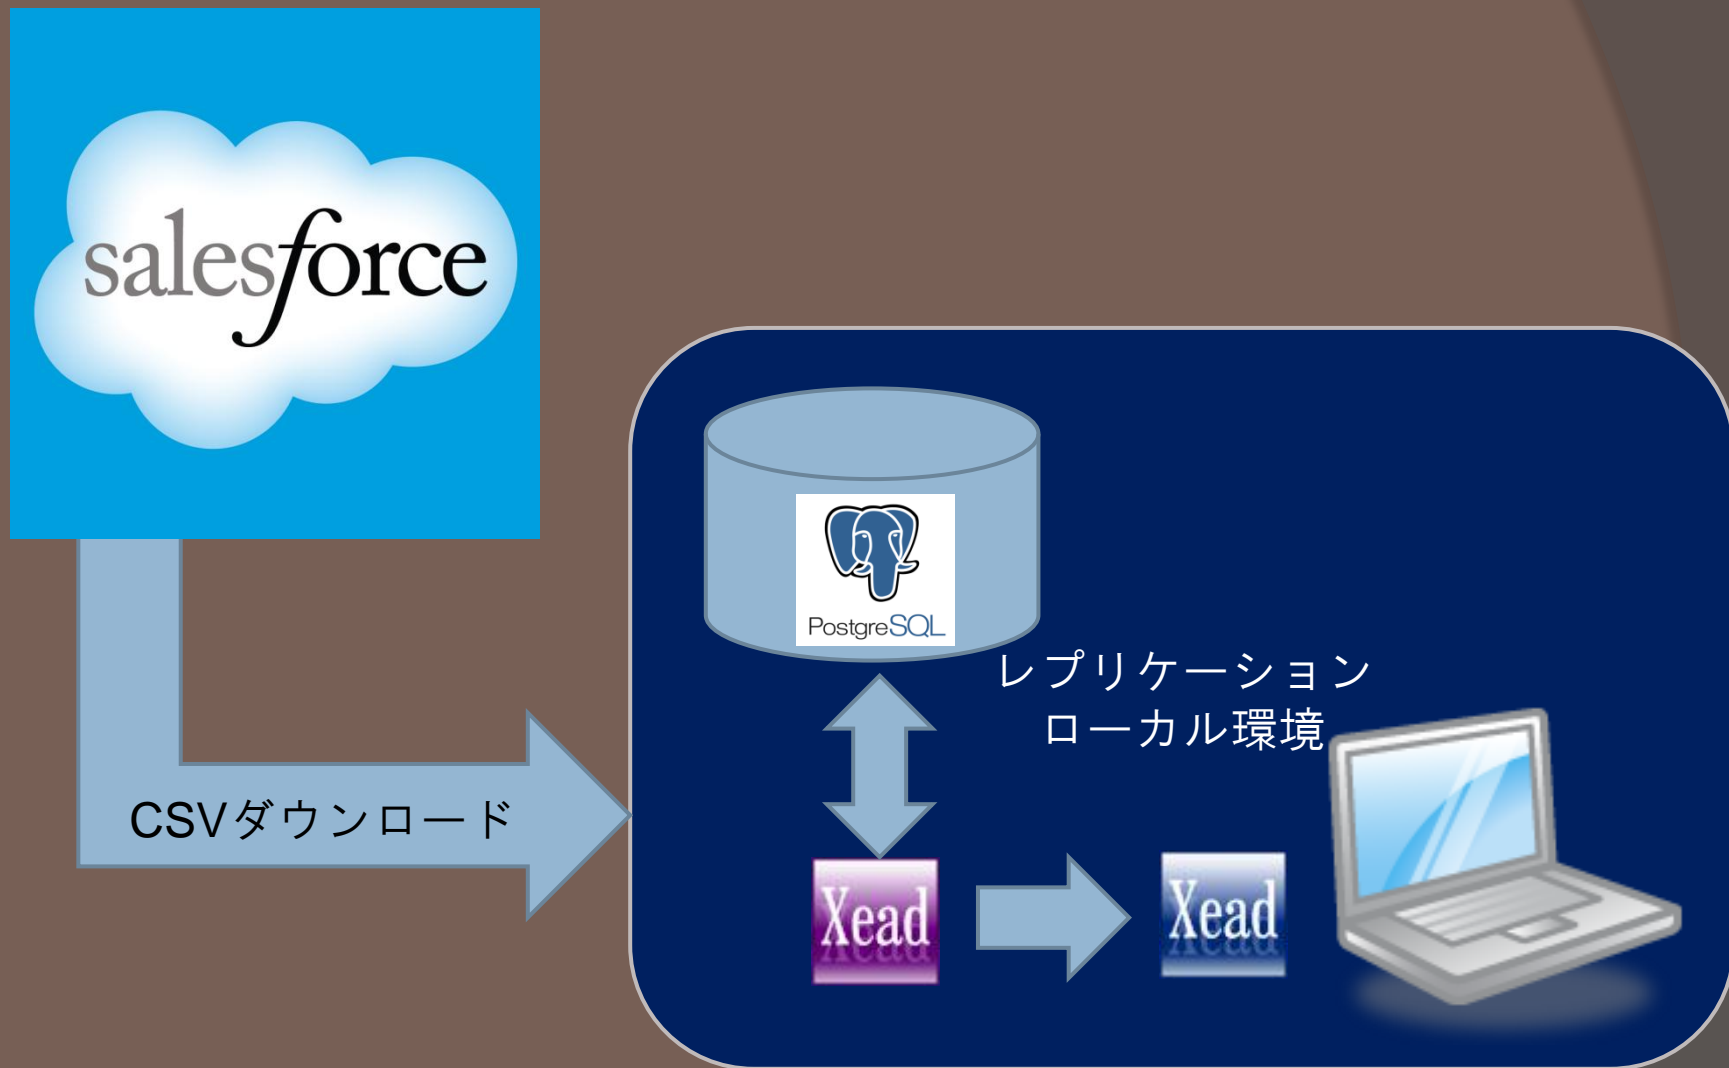 salesforce
PostgreSQL
レプリケーション
ローカル環境
CSVダウンロード
Xead
Xead